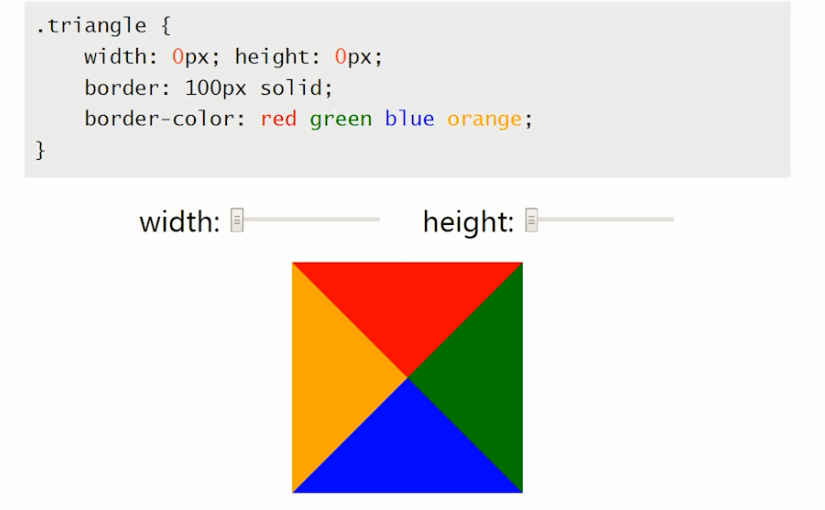 .triangle {
    width: 0px; height: 0px;
    border: 100px solid;
    border-color: red green blue orange;
}
width: height: